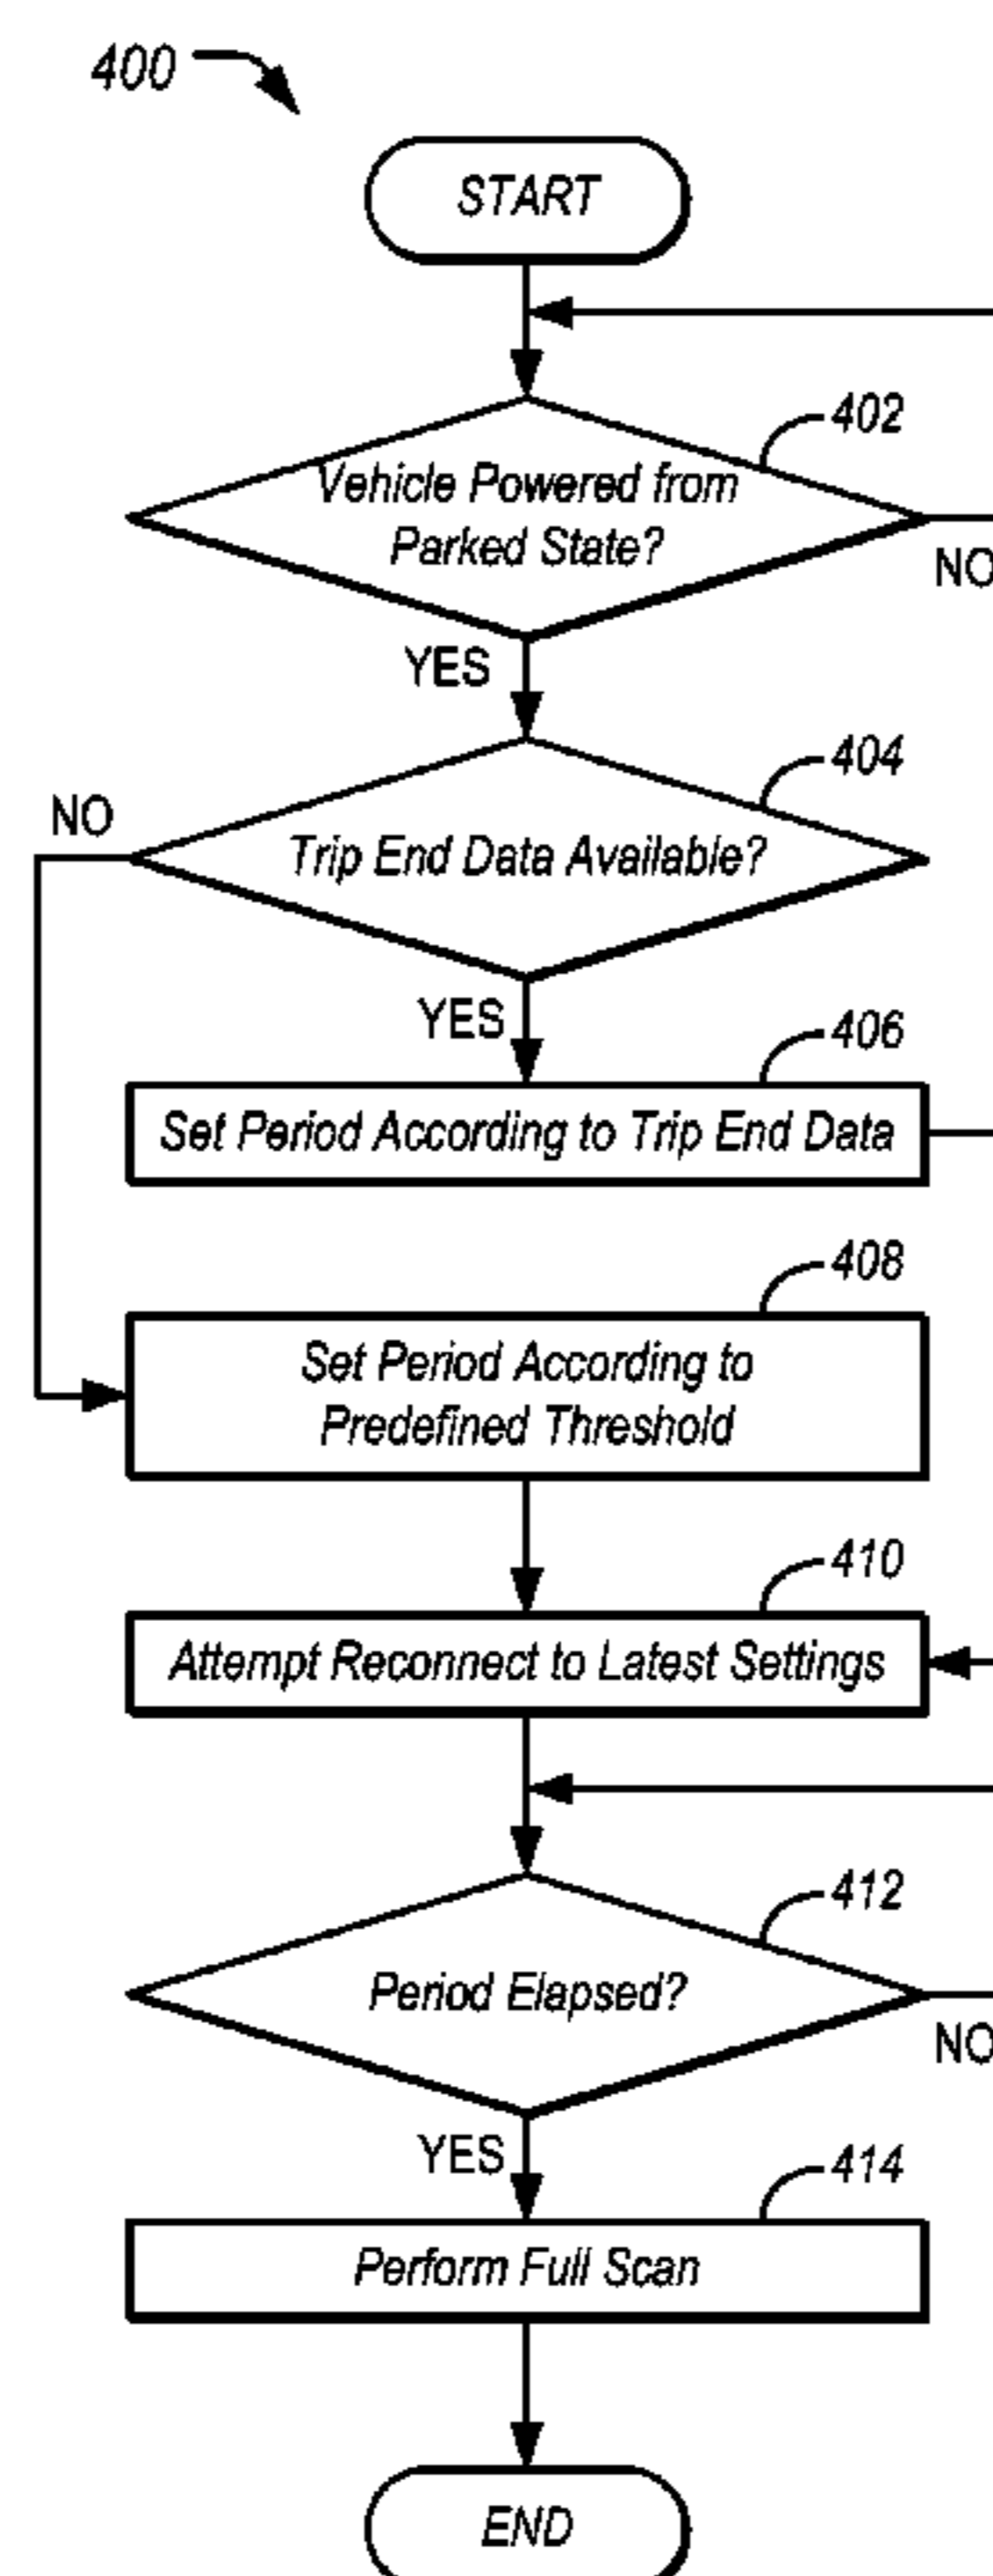 400
START
402
Vehicle Powered from
Parked State?
NO
YES
404
NO
Trip End Data Available?
YES
406
Set Period According to Trip End Data
408
Set Period According to
Predefined Threshold
410
Attempt Reconnect to Latest Settings
412
Period Elapsed?
NO
YES
414
Perform Full Scan
END